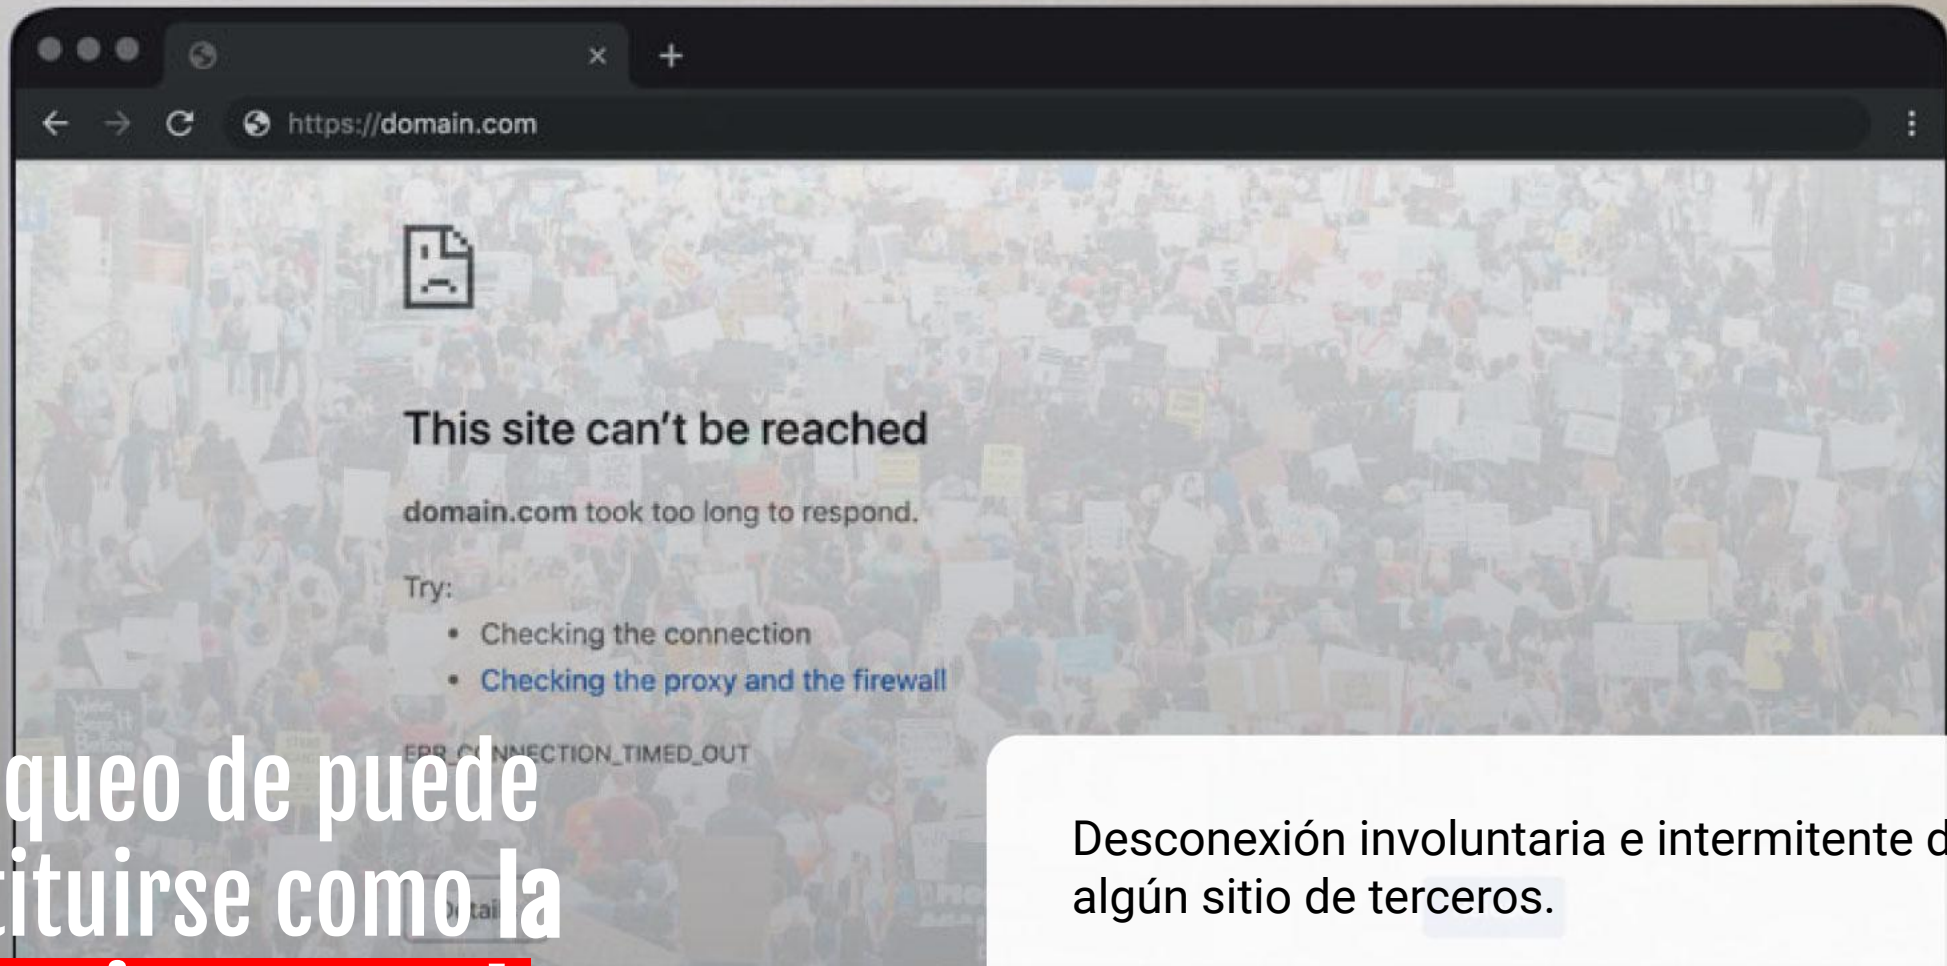 https://domain.com
This site can't be reached
domain.com took too long to respond.
Try:
• Checking the connection
• Checking the proxy and the firewall
ERR_CONNECTION_TIMED_OUT
queo de puede
tituirse como la
Details
Desconexión involuntaria e intermitente d
algún sitio de terceros.